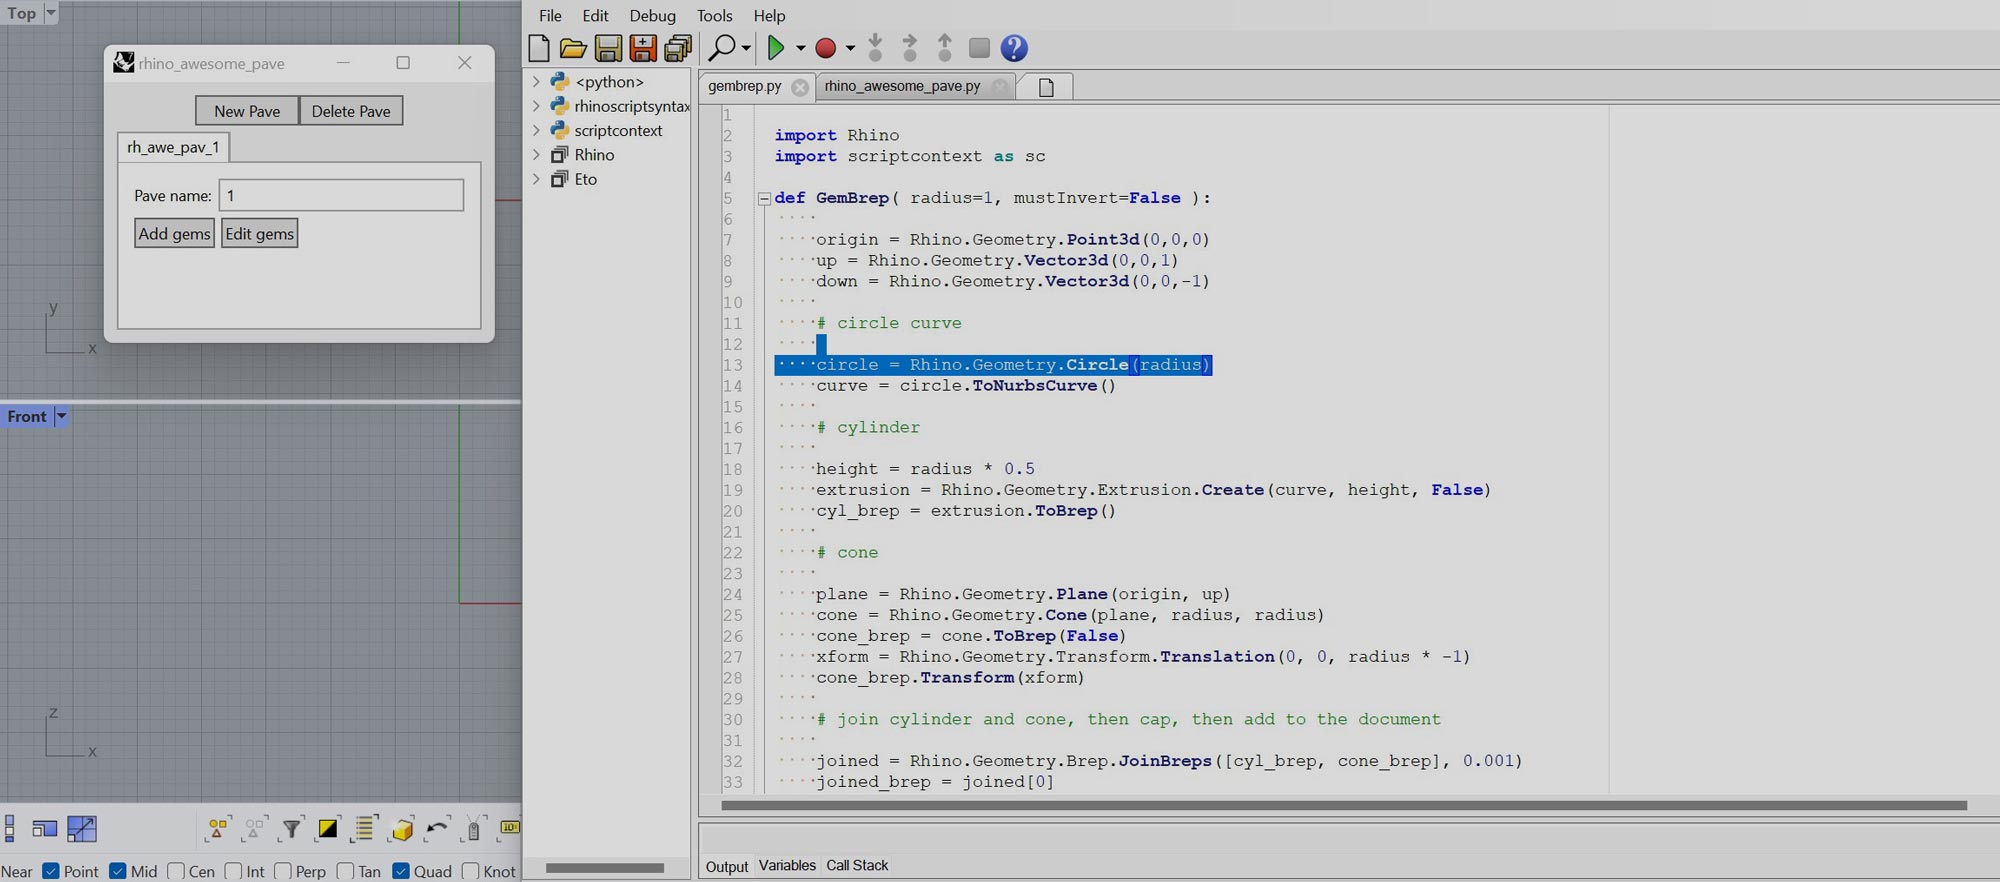 Top
rhino_awesome_pave
New Pave Delete Pave
rh_awe_pav_1
Pave name: 1
Add gems Edit gems
y
x
Front
z
x
Near Point Mid Cen Int Perp Tan Quad Knot
File Edit Debug Tools Help
<python>
rhinoscriptsyntax
scriptcontext
Rhino
Eto
gembrep.py rhino_awesome_pave.py
1
2 import Rhino
3 import scriptcontext as sc
4
5 def GemBrep( radius=1, mustInvert=False ):
6 ····
7 ····origin = Rhino.Geometry.Point3d(0,0,0)
8 ····up = Rhino.Geometry.Vector3d(0,0,1)
9 ····down = Rhino.Geometry.Vector3d(0,0,-1)
10 ····
11 ····# circle curve
12 ····
13 ····circle = Rhino.Geometry.Circle(radius)
14 ····curve = circle.ToNurbsCurve()
15 ····
16 ····# cylinder
17 ····
18 ····height = radius * 0.5
19 ····extrusion = Rhino.Geometry.Extrusion.Create(curve, height, False)
20 ····cyl_brep = extrusion.ToBrep()
21 ····
22 ····# cone
23 ····
24 ····plane = Rhino.Geometry.Plane(origin, up)
25 ····cone = Rhino.Geometry.Cone(plane, radius, radius)
26 ····cone_brep = cone.ToBrep(False)
27 ····xform = Rhino.Geometry.Transform.Translation(0, 0, radius * -1)
28 ····cone_brep.Transform(xform)
29 ····
30 ····# join cylinder and cone, then cap, then add to the document
31 ····
32 ····joined = Rhino.Geometry.Brep.JoinBreps([cyl_brep, cone_brep], 0.001)
33 ····joined_brep = joined[0]
Output Variables Call Stack